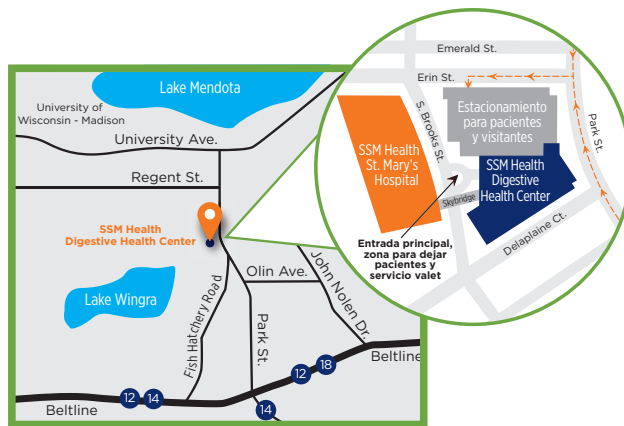 Lake Mendota
University of
Wisconsin - Madison
University Ave.
Regent St.
SSM Health
Digestive Health Center
Lake Wingra
Fish Hatchery Road
Park St.
Olin Ave.
John Nolen Dr.
Beltline
12
18
12
14
14
Beltline
Emerald St.
Erin St.
S. Brooks St.
Estacionamiento
para pacientes
y visitantes
Park St.
SSM Health
St. Mary's
Hospital
SSM Health
Digestive
Health Center
Skybridge
Delaplaine Ct.
Entrada principal,
zona para dejar
pacientes y
servicio valet